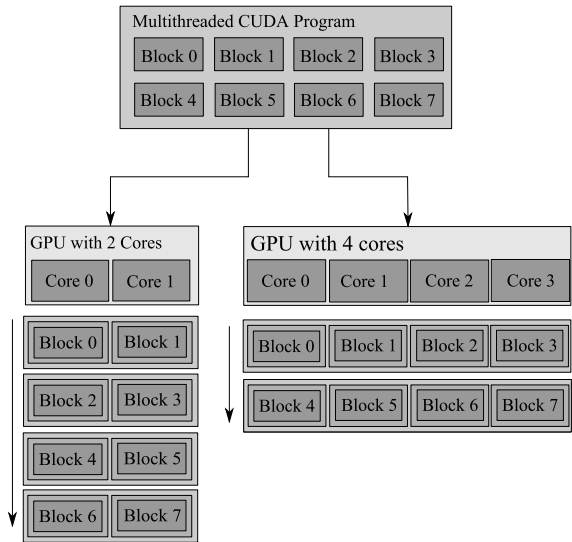 Multithreaded CUDA Program
Block 0 Block 1 Block 2 Block 3
Block 4 Block 5 Block 6 Block 7
GPU with 2 Cores
Core 0 Core 1
Block 0 Block 1
Block 2 Block 3
Block 4 Block 5
Block 6 Block 7
GPU with 4 cores
Core 0 Core 1 Core 2 Core 3
Block 0 Block 1 Block 2 Block 3
Block 4 Block 5 Block 6 Block 7